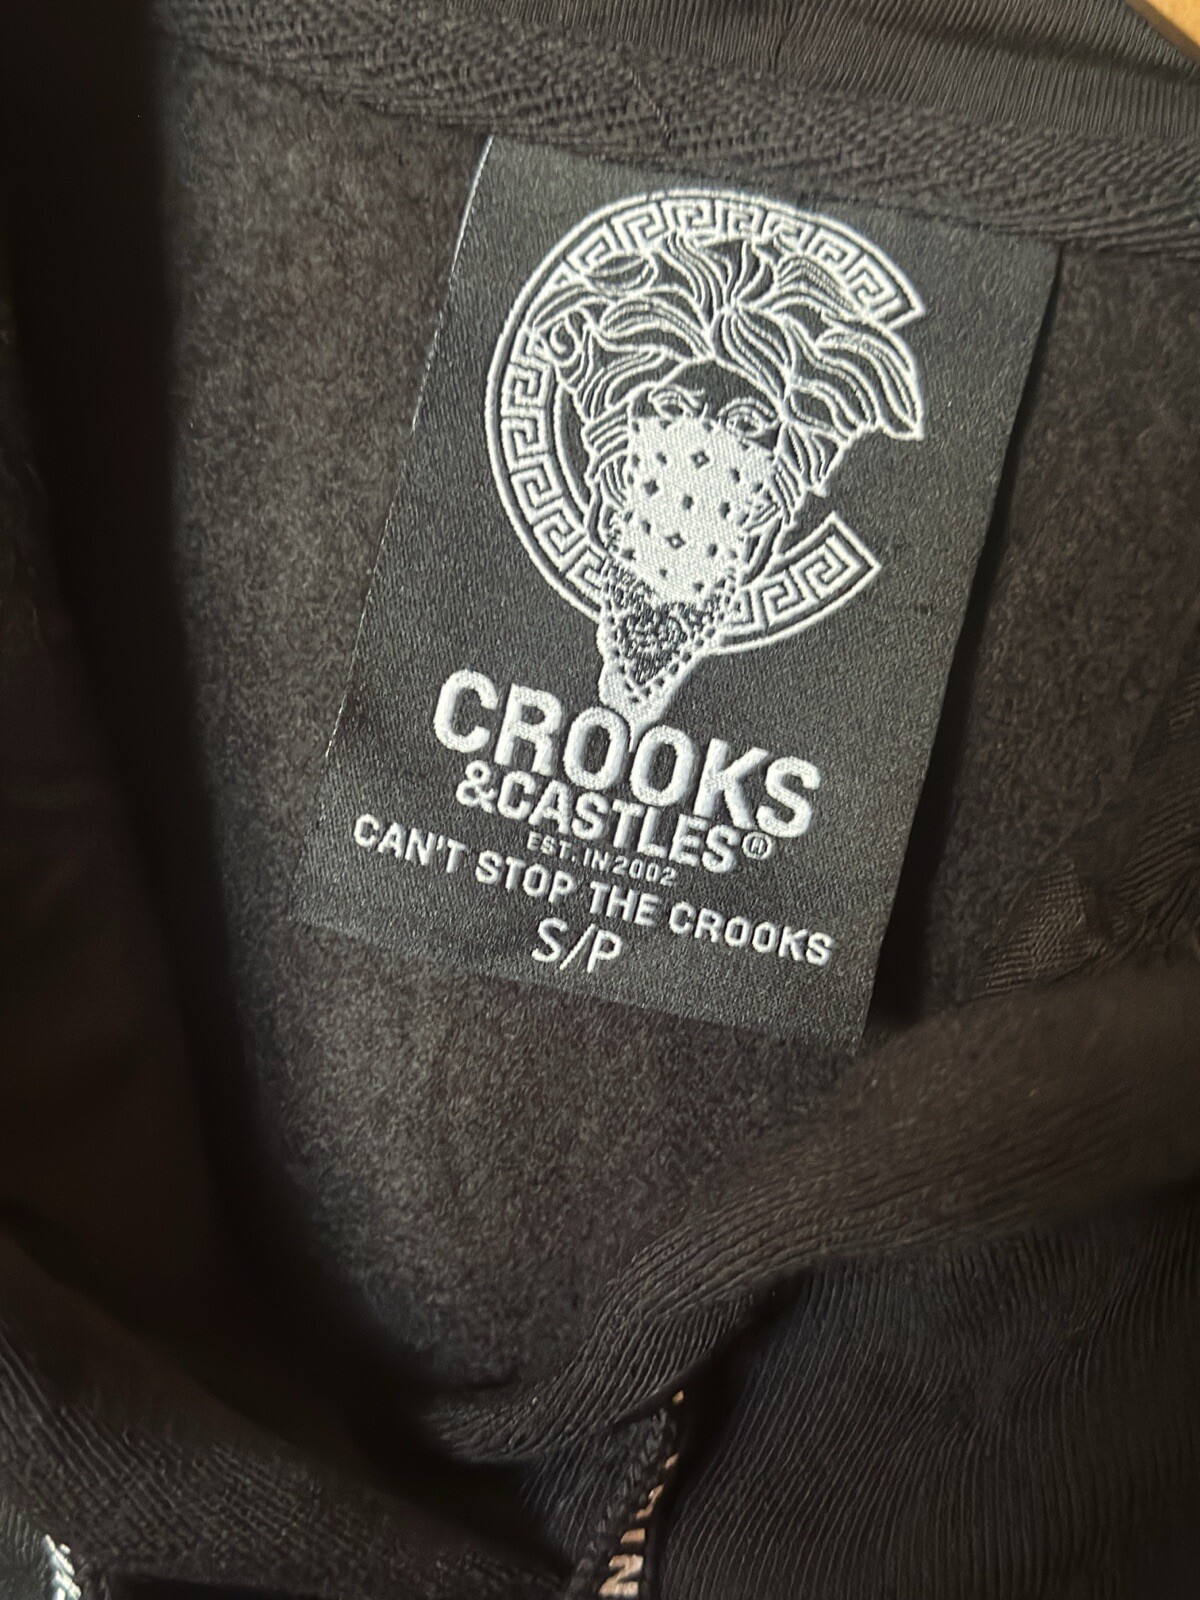 CROOKS
&CASTLES®
EST. IN 2002
CAN'T STOP THE CROOKS
S/P